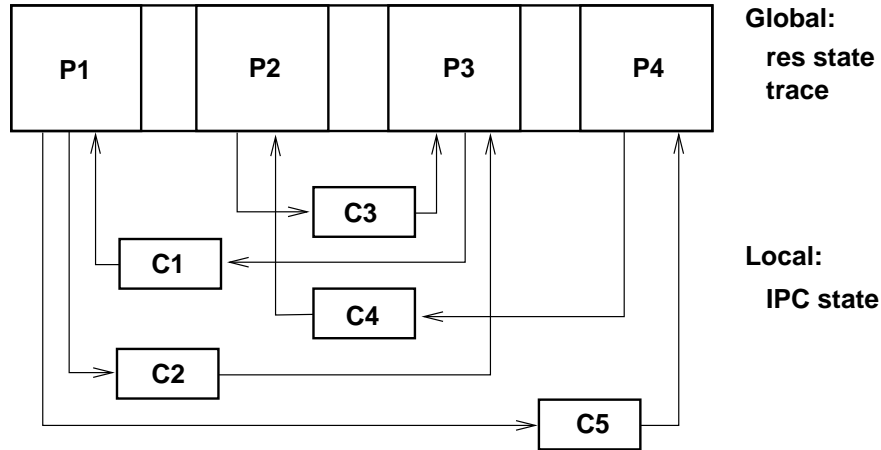 P1
P2
P3
P4
Global:
res state
trace
C3
C1
Local:
C4
IPC state
C2
C5